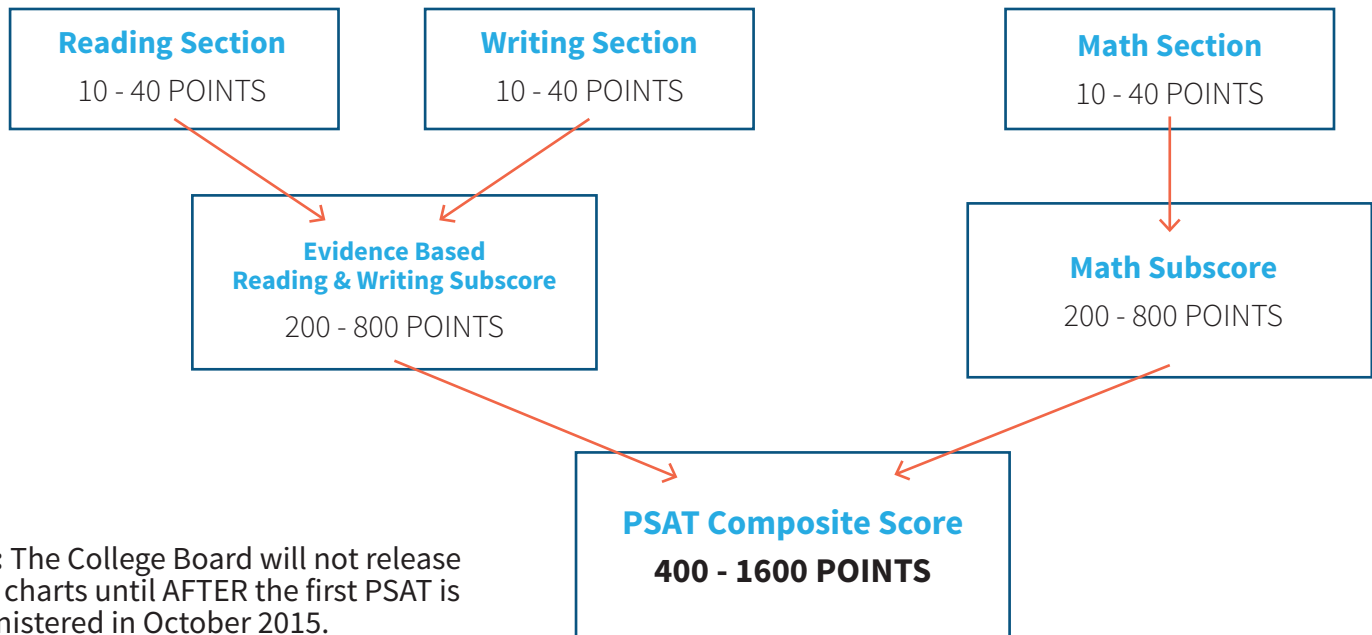 Reading Section
10 - 40 POINTS
Writing Section
10 - 40 POINTS
Math Section
10 - 40 POINTS
Evidence Based
Reading & Writing Subscore
200 - 800 POINTS
Math Subscore
200 - 800 POINTS
PSAT Composite Score
400 - 1600 POINTS
: The College Board will not release
charts until AFTER the first PSAT is
nistered in October 2015.